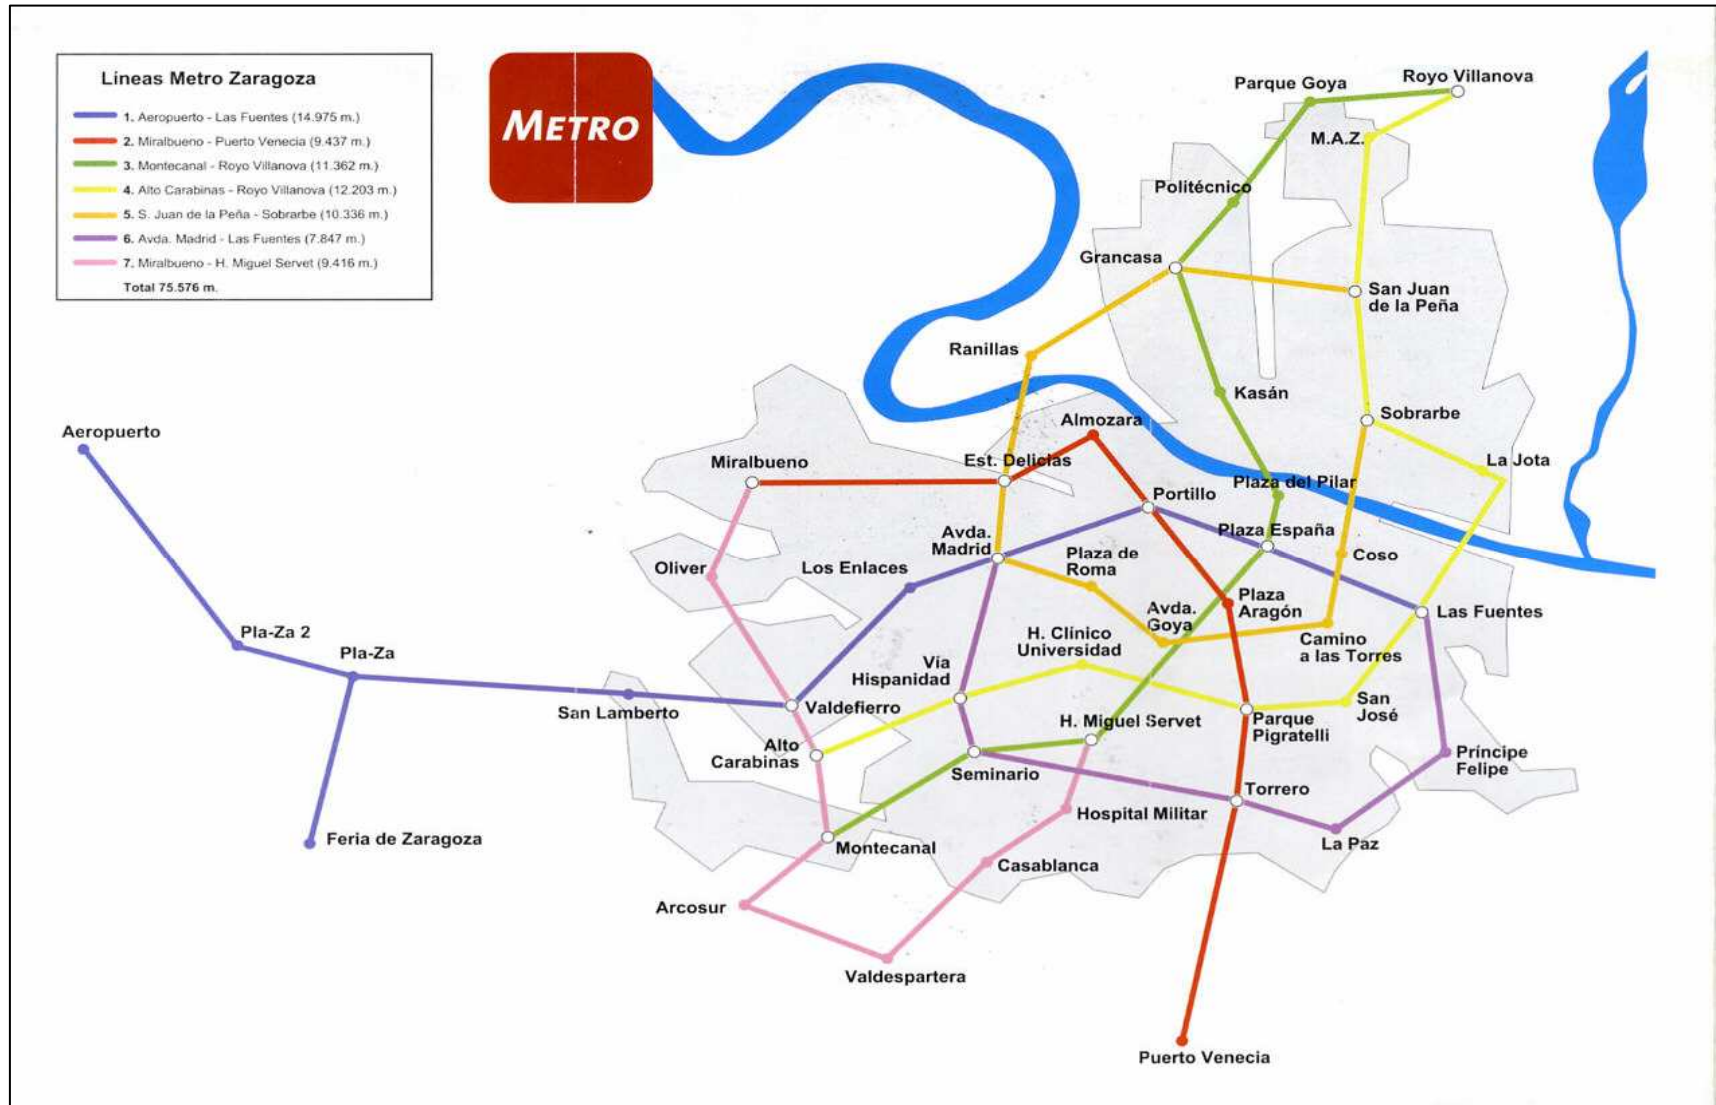 Líneas Metro Zaragoza
1. Aeropuerto - Las Fuentes (14.975 m.)
2. Miralbueno - Puerto Venecia (9.437 m.)
3. Montecanal - Royo Villanova (11.362 m.)
4. Alto Carabinas - Royo Villanova (12.203 m.)
5. S. Juan de la Peña - Sobrarbe (10.336 m.)
6. Avda. Madrid - Las Fuentes (7.847 m.)
7. Miralbueno - H. Miguel Servet (9.416 m.)
Total 75.576 m.
METRO
Parque Goya
Royo Villanova
M.A.Z.
Politécnico
Grancasa
San Juan
de la Peña
Ranillas
Kasán
Sobrarbe
Almozara
Aeropuerto
Miralbueno
Est. Delicias
La Jota
Portillo
Plaza del Pilar
Avda.
Madrid
Plaza España
Plaza de
Roma
Coso
Los Enlaces
Oliver
Plaza
Aragón
Avda.
Goya
Las Fuentes
Pla-Za 2
H. Clínico
Universidad
Camino
a las Torres
Pla-Za
Vía
Hispanidad
San Lamberto
Valdefierro
San
José
H. Miguel Servet
Parque
Pigratelli
Alto
Carabinas
Seminario
Príncipe
Felipe
Torrero
Hospital Militar
Feria de Zaragoza
Montecanal
La Paz
Casablanca
Arcosur
Valdespartera
Puerto Venecia